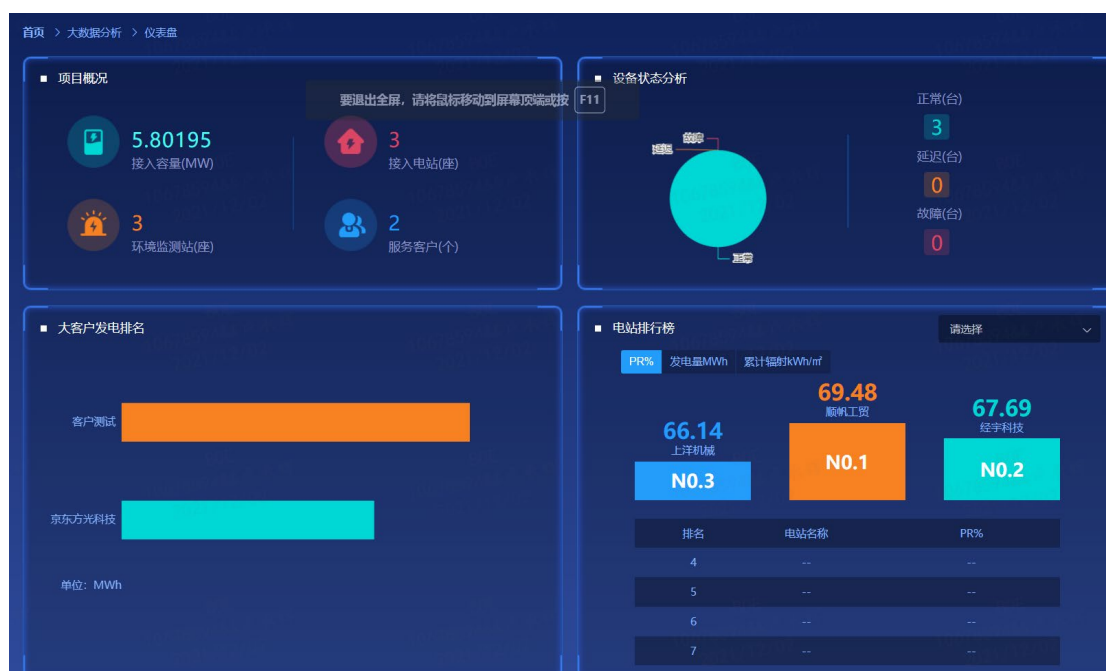 首页 > 大数据分析 > 仪表盘
项目概况
要退出全屏，请将鼠标移动到屏幕顶端或按 F11
5.80195
接入容量(MW)
3
接入电站(座)
3
环境监测站(座)
2
服务客户(个)
设备状态分析
故障
延迟
正常
正常(台)
3
延迟(台)
0
故障(台)
0
大客户发电排名
客户测试
京东方光科技
单位：MWh
电站排行榜
请选择
PR% 发电量MWh 累计辐射kWh/㎡
66.14
上洋机械
N0.3
69.48
顺帆工贸
N0.1
67.69
经宇科技
N0.2
排名 电站名称 PR%
4 -- --
5 -- --
6 -- --
7 -- --